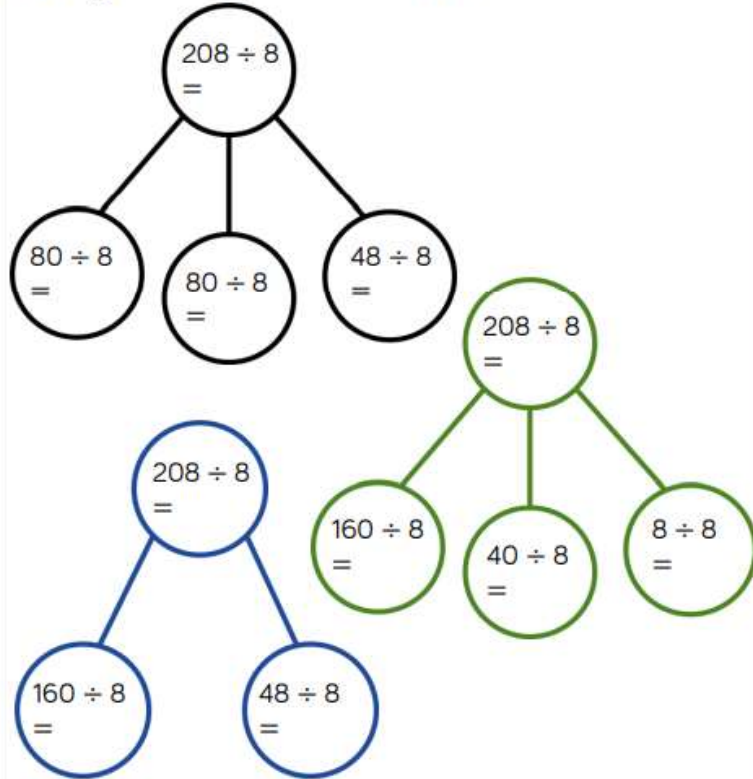 208 ÷ 8
=
80 ÷ 8
=
80 ÷ 8
=
48 ÷ 8
=
208 ÷ 8
=
160 ÷ 8
=
40 ÷ 8
=
8 ÷ 8
=
208 ÷ 8
=
160 ÷ 8
=
48 ÷ 8
=